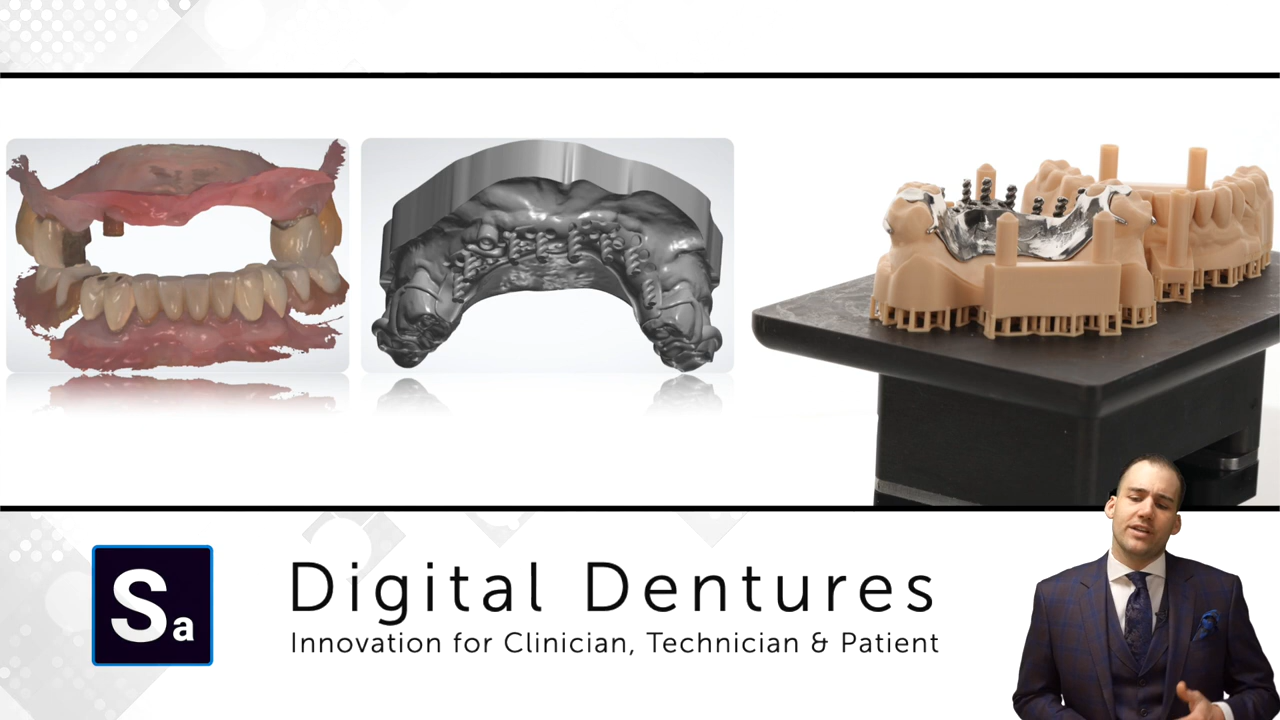 Sa
Digital Dentures
Innovation for Clinician, Technician & Patient